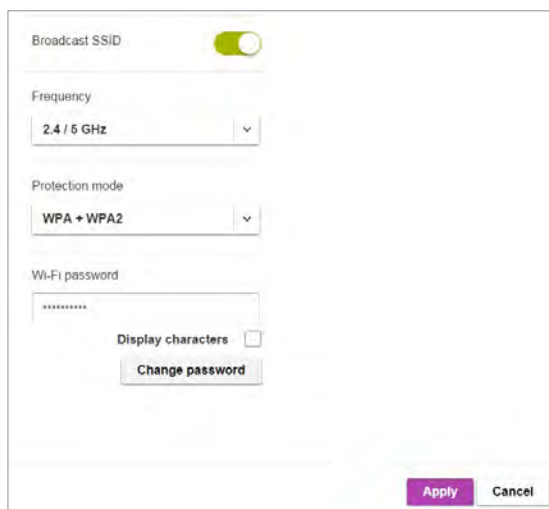 Broadcast SSID
Frequency
2.4 / 5 GHz
Protection mode
WPA + WPA2
Wi-Fi password
••••••••••
Display characters
Change password
Apply Cancel